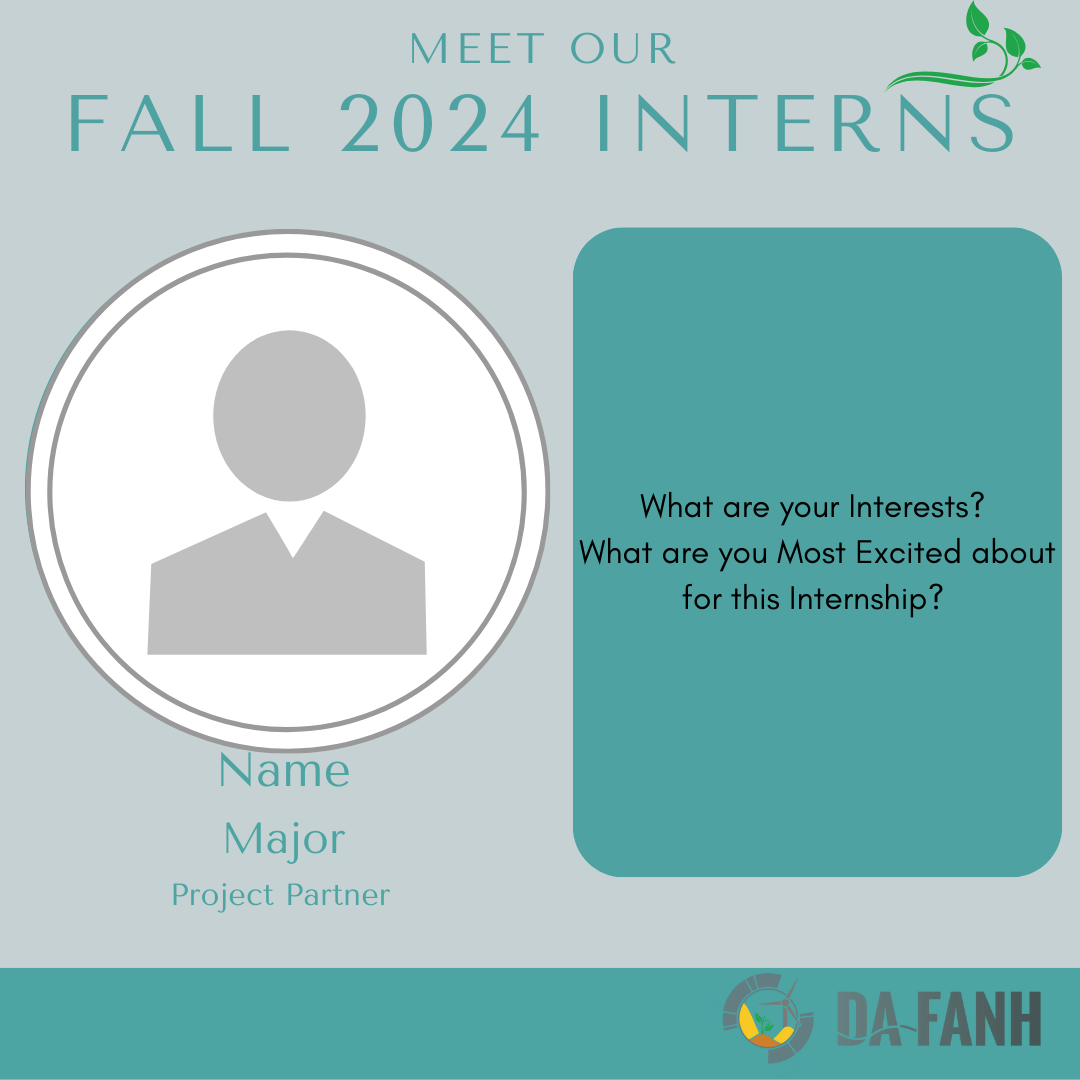 MEET OUR
FALL 2024 INTERNS
What are your Interests?
What are you Most Excited about
for this Internship?
Name
Major
Project Partner
DA-FANH